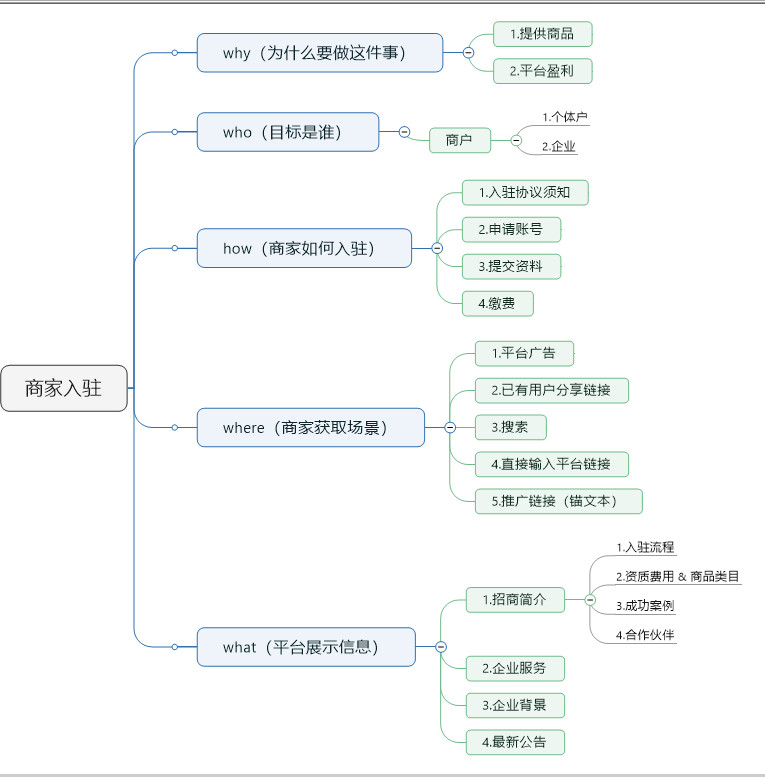 商家入驻
why（为什么要做这件事）
1.提供商品
2.平台盈利
who（目标是谁）
商户
1.个体户
2.企业
how（商家如何入驻）
1.入驻协议须知
2.申请账号
3.提交资料
4.缴费
where（商家获取场景）
1.平台广告
2.已有用户分享链接
3.搜索
4.直接输入平台链接
5.推广链接（锚文本）
what（平台展示信息）
1.招商简介
1.入驻流程
2.资质费用 & 商品类目
3.成功案例
4.合作伙伴
2.企业服务
3.企业背景
4.最新公告